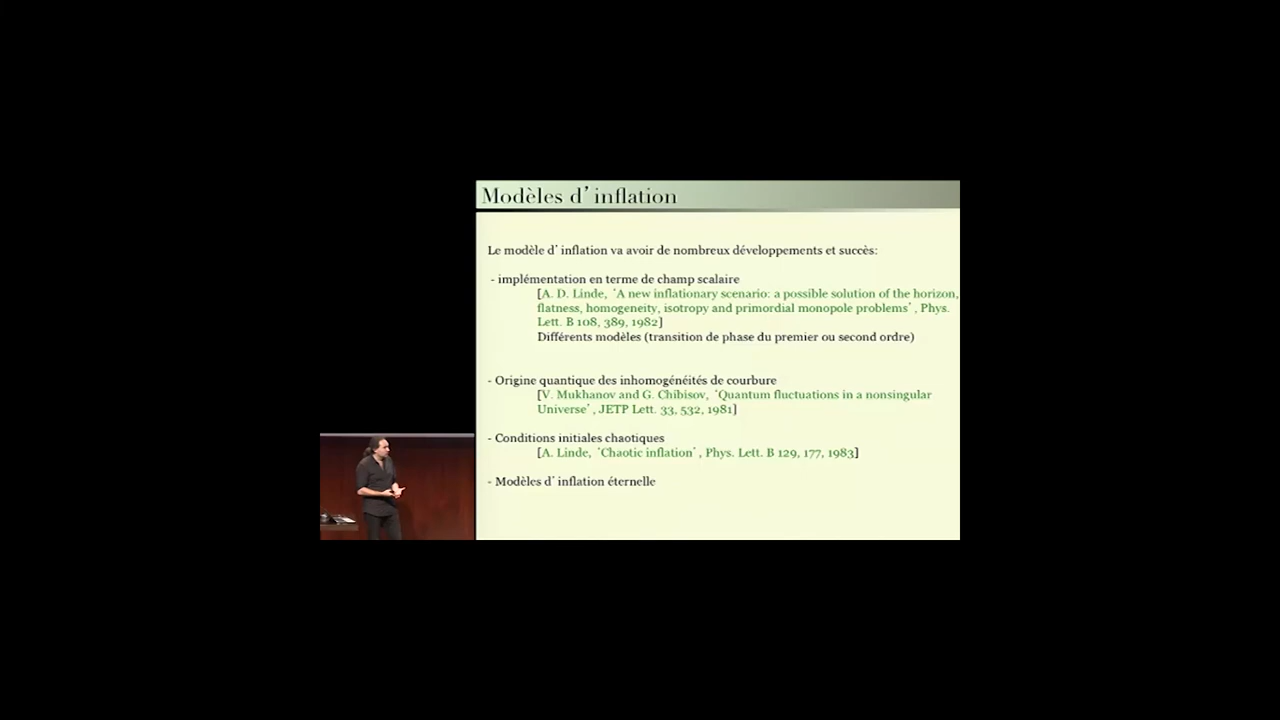 Modèles d' inflation
Le modèle d' inflation va avoir de nombreux développements et succès:
- implémentation en terme de champ scalaire
[A. D. Linde, 'A new inflationary scenario: a possible solution of the horizon,
flatness, homogeneity, isotropy and primordial monopole problems' , Phys.
Lett. B 108, 389, 1982]
Différents modèles (transition de phase du premier ou second ordre)
- Origine quantique des inhomogénéités de courbure
[V. Mukhanov and G. Chibisov, 'Quantum fluctuations in a nonsingular
Universe' , JETP Lett. 33, 532, 1981]
- Conditions initiales chaotiques
[A. Linde, 'Chaotic inflation' , Phys. Lett. B 129, 177, 1983]
- Modèles d' inflation éternelle